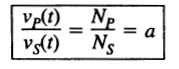 v_P(t)/v_S(t) = N_P/N_S = a